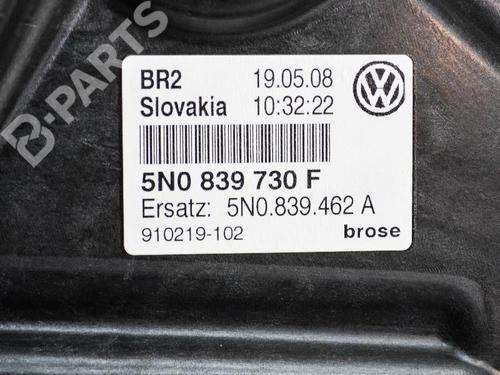 B-PARTS
BR2 19.05.08
Slovakia 10:32:22
5N0 839 730 F
Ersatz: 5N0.839.462 A
910219-102 brose